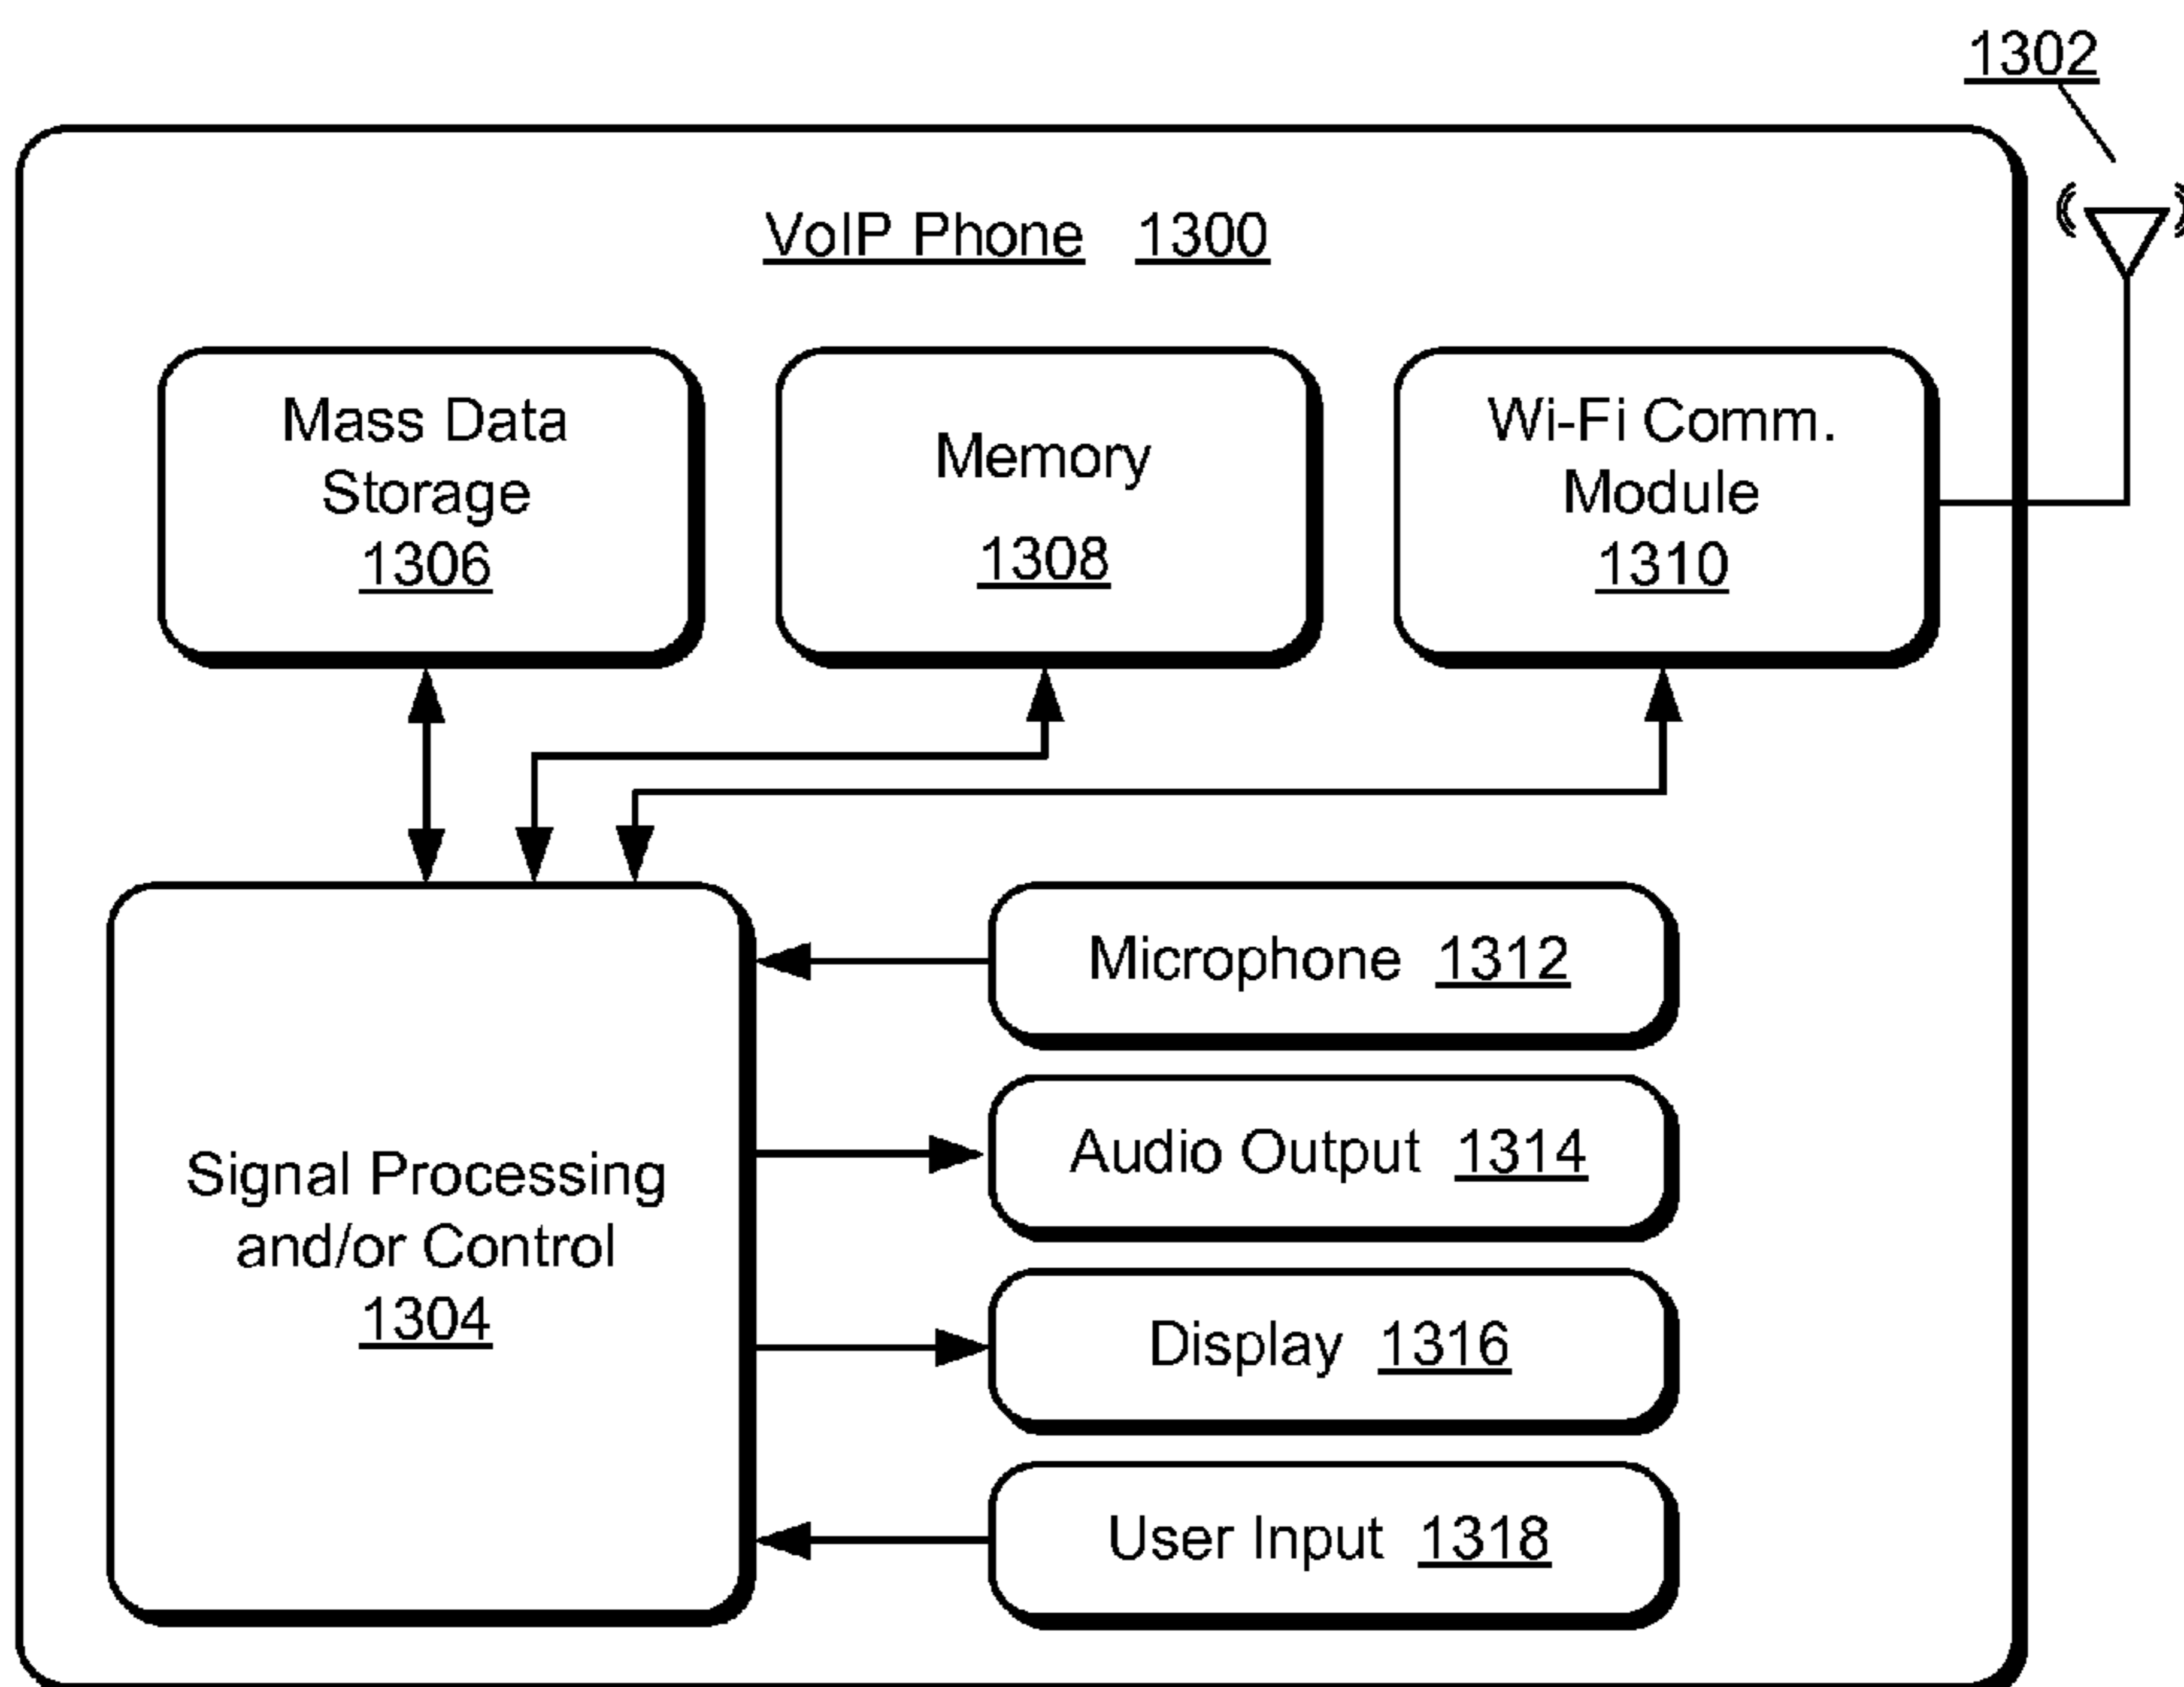 1302
VoIP Phone 1300
Mass Data
Storage
1306
Memory
1308
Wi-Fi Comm.
Module
1310
Signal Processing
and/or Control
1304
Microphone 1312
Audio Output 1314
Display 1316
User Input 1318